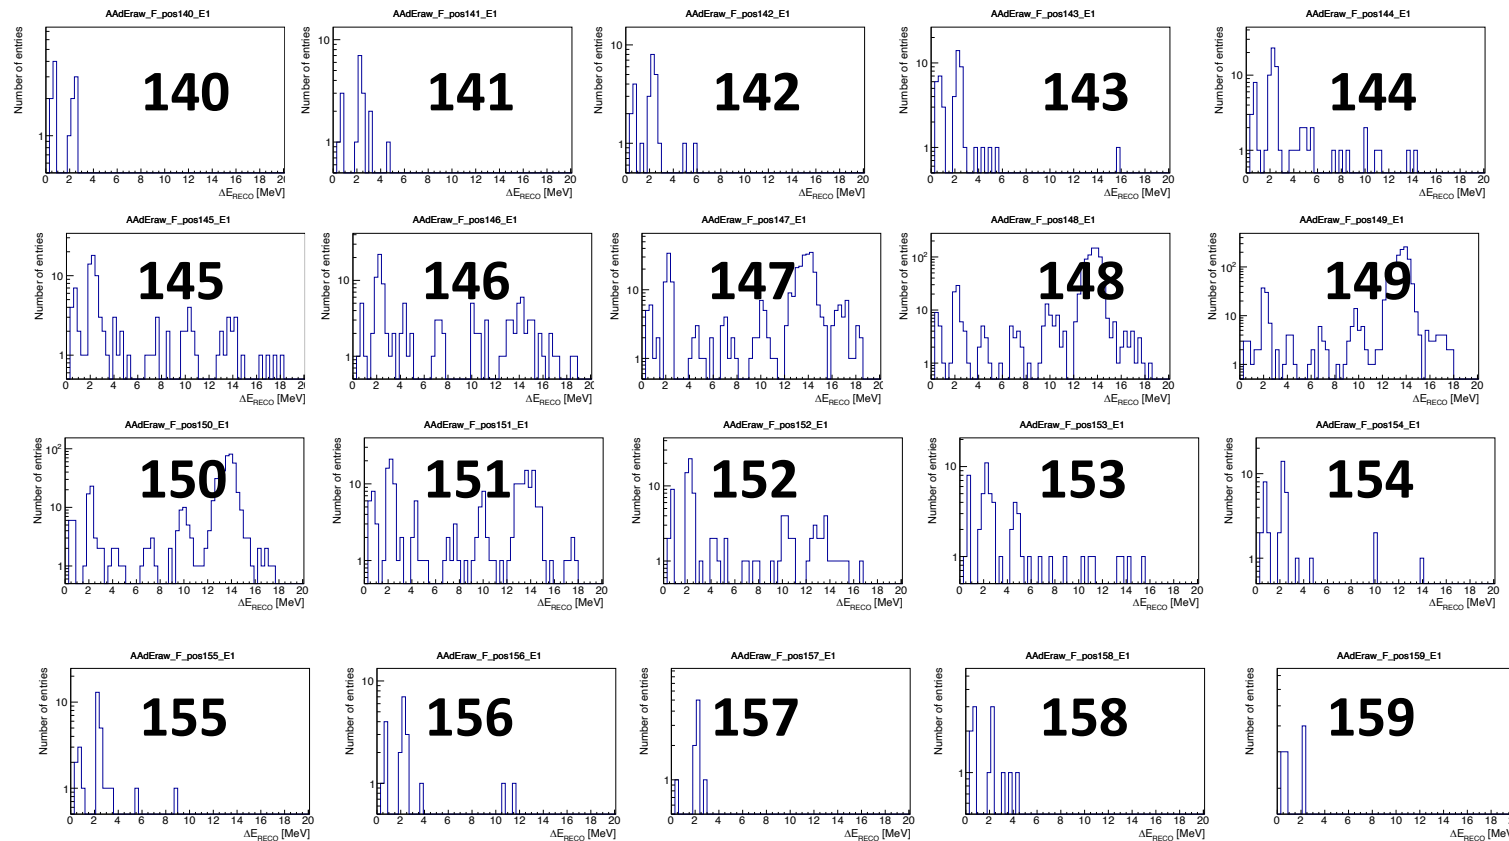 AAdEraw_F_pos140_E1
Number of entries
140
1
0 2 4 6 8 10 12 14 16 18 20
ΔE_RECO [MeV]
AAdEraw_F_pos141_E1
Number of entries
10
141
1
0 2 4 6 8 10 12 14 16 18 20
ΔE_RECO [MeV]
AAdEraw_F_pos142_E1
Number of entries
10
142
1
0 2 4 6 8 10 12 14 16 18 20
ΔE_RECO [MeV]
AAdEraw_F_pos143_E1
Number of entries
10
143
1
0 2 4 6 8 10 12 14 16 18 20
ΔE_RECO [MeV]
AAdEraw_F_pos144_E1
Number of entries
10
144
1
0 2 4 6 8 10 12 14 16 18 20
ΔE_RECO [MeV]
AAdEraw_F_pos145_E1
Number of entries
10
145
1
0 2 4 6 8 10 12 14 16 18 20
ΔE_RECO [MeV]
AAdEraw_F_pos146_E1
Number of entries
10
146
1
0 2 4 6 8 10 12 14 16 18
ΔE_RECO [MeV]
AAdEraw_F_pos147_E1
Number of entries
10
147
1
0 2 4 6 8 10 12 14 16 18
ΔE_RECO [MeV]
AAdEraw_F_pos148_E1
Number of entries
10²
148
10
1
0 2 4 6 8 10 12 14 16 18 20
ΔE_RECO [MeV]
AAdEraw_F_pos149_E1
Number of entries
10²
149
10
1
0 2 4 6 8 10 12 14 16 18 20
ΔE_RECO [MeV]
AAdEraw_F_pos150_E1
Number of entries
10²
150
10
1
0 2 4 6 8 10 12 14 16 18 20
ΔE_RECO [MeV]
AAdEraw_F_pos151_E1
Number of entries
10
151
1
0 2 4 6 8 10 12 14 16 18 20
ΔE_RECO [MeV]
AAdEraw_F_pos152_E1
Number of entries
10
152
1
0 2 4 6 8 10 12 14 16 18 20
ΔE_RECO [MeV]
AAdEraw_F_pos153_E1
Number of entries
10
153
1
0 2 4 6 8 10 12 14 16 18 20
ΔE_RECO [MeV]
AAdEraw_F_pos154_E1
Number of entries
10
154
1
0 2 4 6 8 10 12 14 16 18 20
ΔE_RECO [MeV]
AAdEraw_F_pos155_E1
Number of entries
10
155
1
0 2 4 6 8 10 12 14 16 18 20
ΔE_RECO [MeV]
AAdEraw_F_pos156_E1
Number of entries
10
156
1
0 2 4 6 8 10 12 14 16 18 20
ΔE_RECO [MeV]
AAdEraw_F_pos157_E1
Number of entries
157
1
0 2 4 6 8 10 12 14 16 18 20
ΔE_RECO [MeV]
AAdEraw_F_pos158_E1
Number of entries
158
1
0 2 4 6 8 10 12 14 16 18 20
ΔE_RECO [MeV]
AAdEraw_F_pos159_E1
Number of entries
159
0 2 4 6 8 10 12 14 16 18
ΔE_RECO [MeV